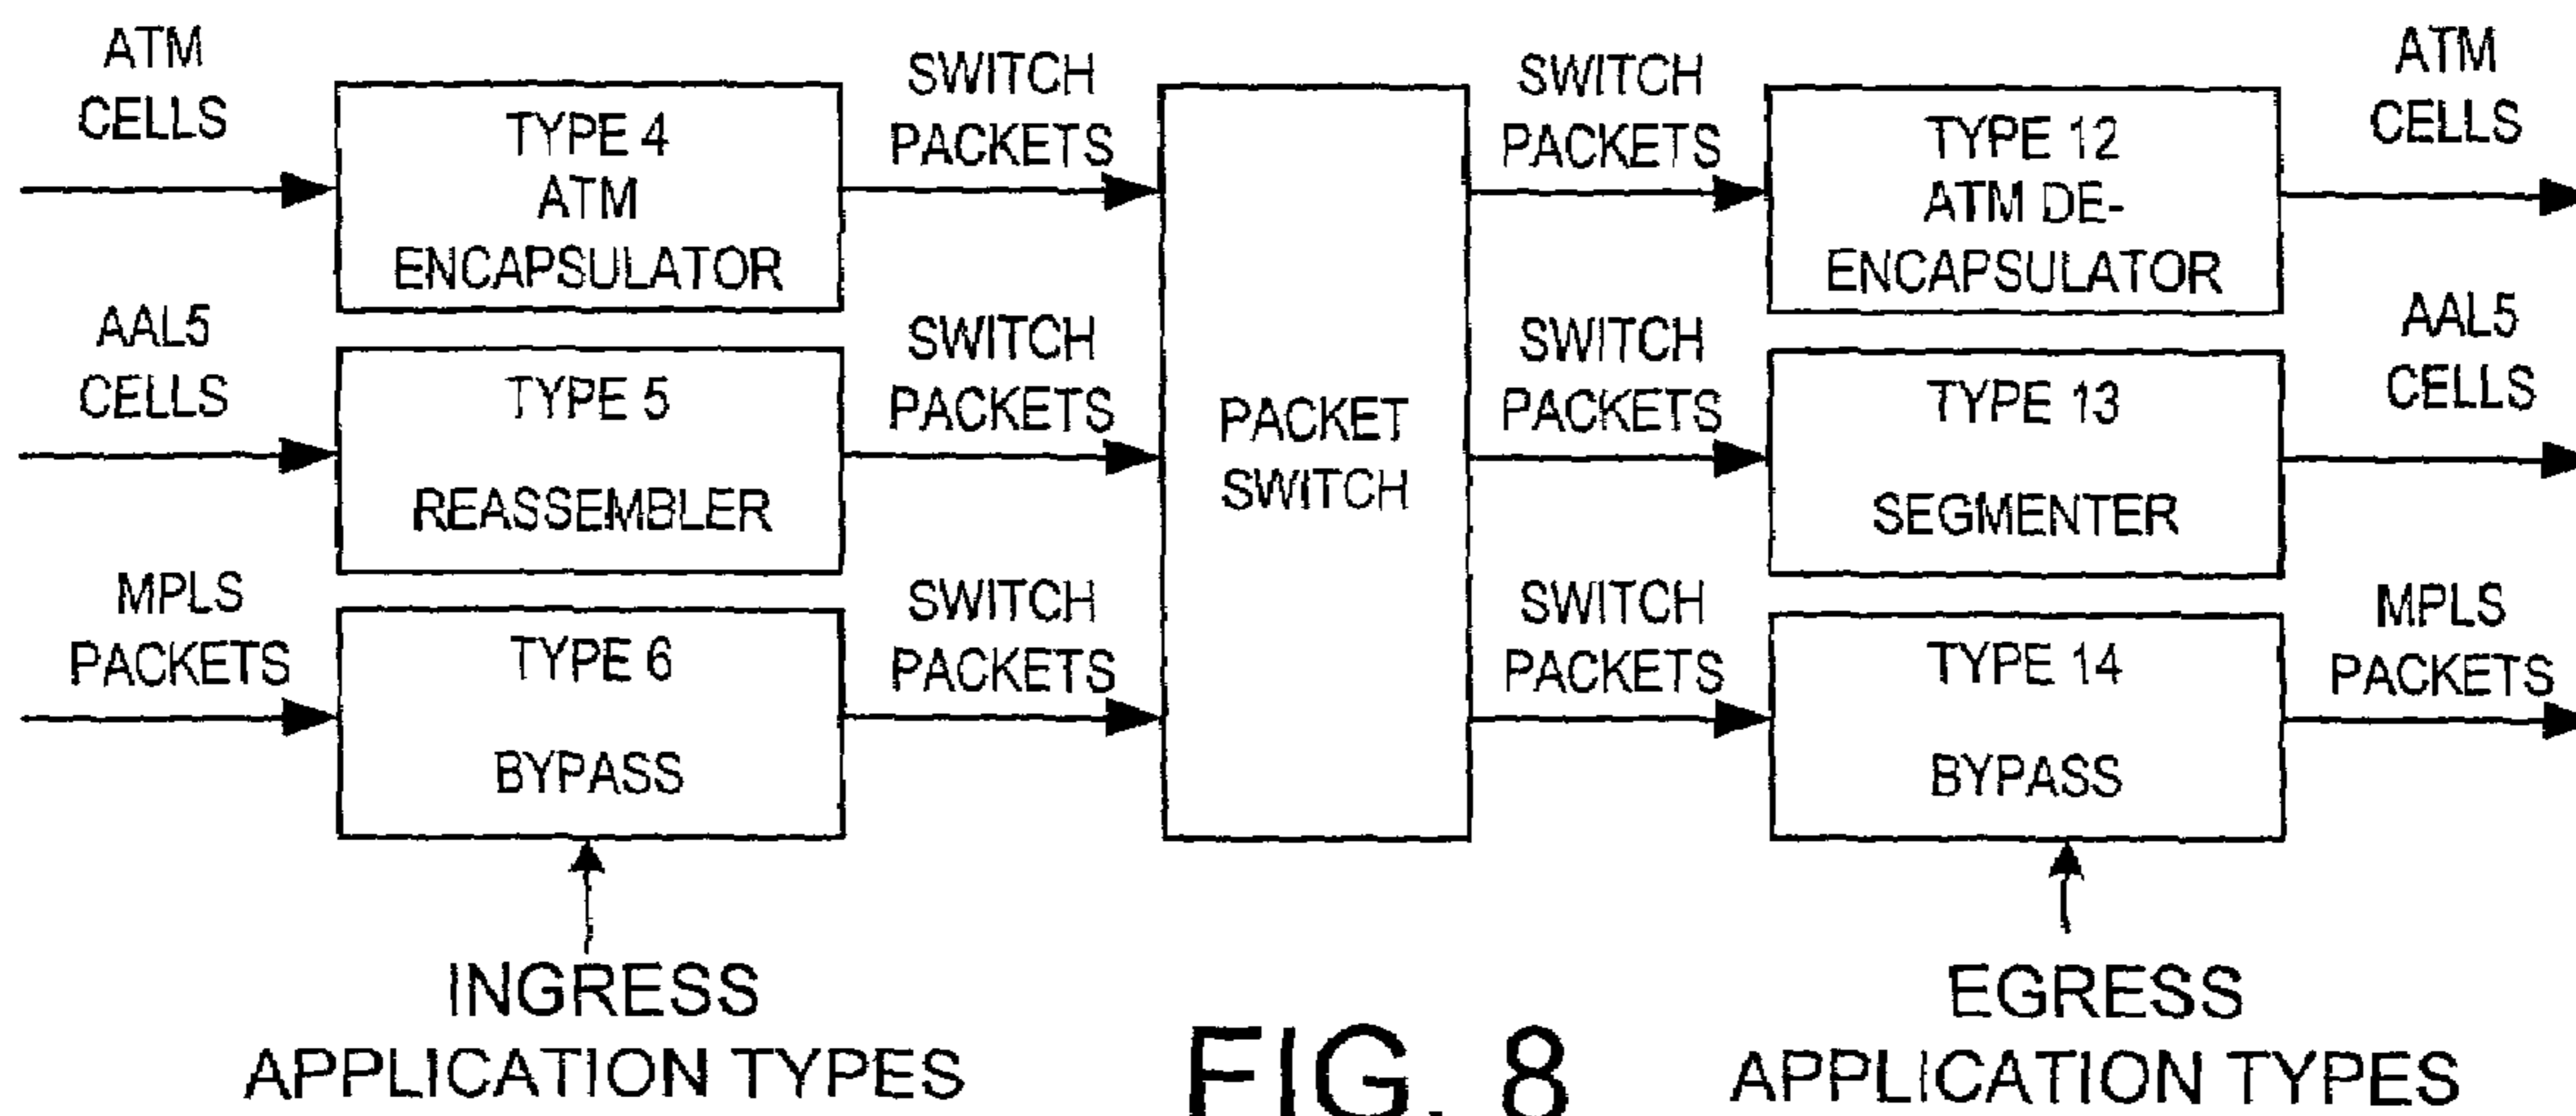 ATM
CELLS
TYPE 4
ATM
ENCAPSULATOR
SWITCH
PACKETS
SWITCH
PACKETS
TYPE 12
ATM DE-
ENCAPSULATOR
ATM
CELLS
AAL5
CELLS
TYPE 5
REASSEMBLER
SWITCH
PACKETS
PACKET
SWITCH
SWITCH
PACKETS
TYPE 13
SEGMENTER
AAL5
CELLS
MPLS
PACKETS
TYPE 6
BYPASS
SWITCH
PACKETS
SWITCH
PACKETS
TYPE 14
BYPASS
MPLS
PACKETS
INGRESS
APPLICATION TYPES
FIG. 8
EGRESS
APPLICATION TYPES